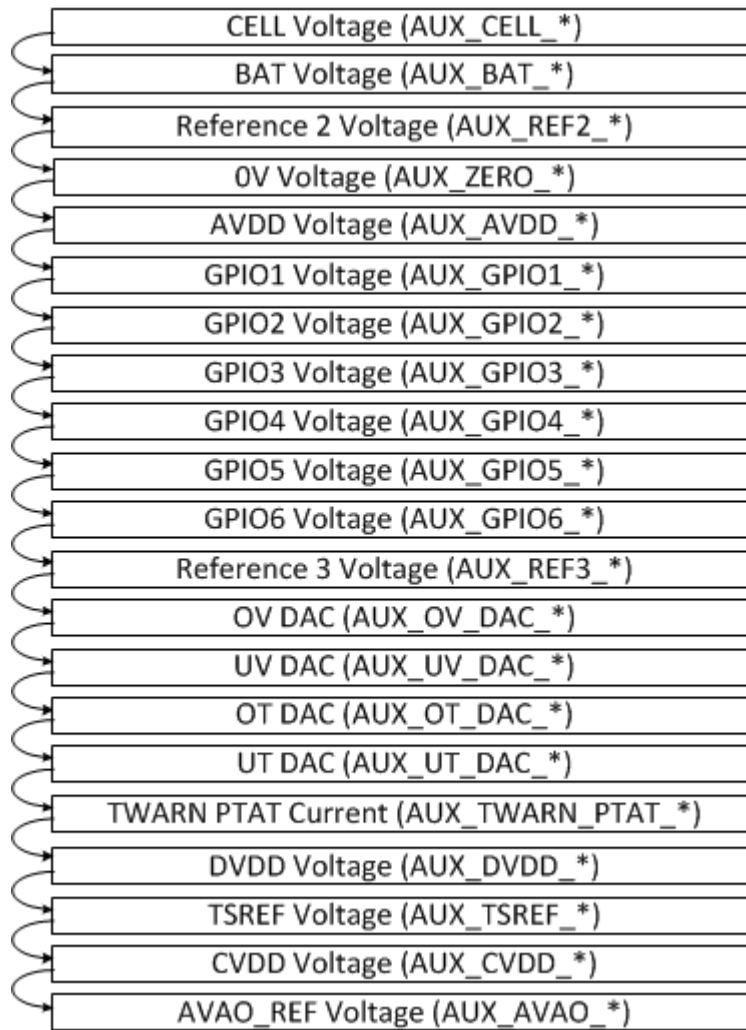 CELL Voltage (AUX_CELL_*)
BAT Voltage (AUX_BAT_*)
Reference 2 Voltage (AUX_REF2_*)
0V Voltage (AUX_ZERO_*)
AVDD Voltage (AUX_AVDD_*)
GPIO1 Voltage (AUX_GPIO1_*)
GPIO2 Voltage (AUX_GPIO2_*)
GPIO3 Voltage (AUX_GPIO3_*)
GPIO4 Voltage (AUX_GPIO4_*)
GPIO5 Voltage (AUX_GPIO5_*)
GPIO6 Voltage (AUX_GPIO6_*)
Reference 3 Voltage (AUX_REF3_*)
OV DAC (AUX_OV_DAC_*)
UV DAC (AUX_UV_DAC_*)
OT DAC (AUX_OT_DAC_*)
UT DAC (AUX_UT_DAC_*)
TWARN PTAT Current (AUX_TWARN_PTAT_*)
DVDD Voltage (AUX_DVDD_*)
TSREF Voltage (AUX_TSREF_*)
CVDD Voltage (AUX_CVDD_*)
AVAO_REF Voltage (AUX_AVAO_*)